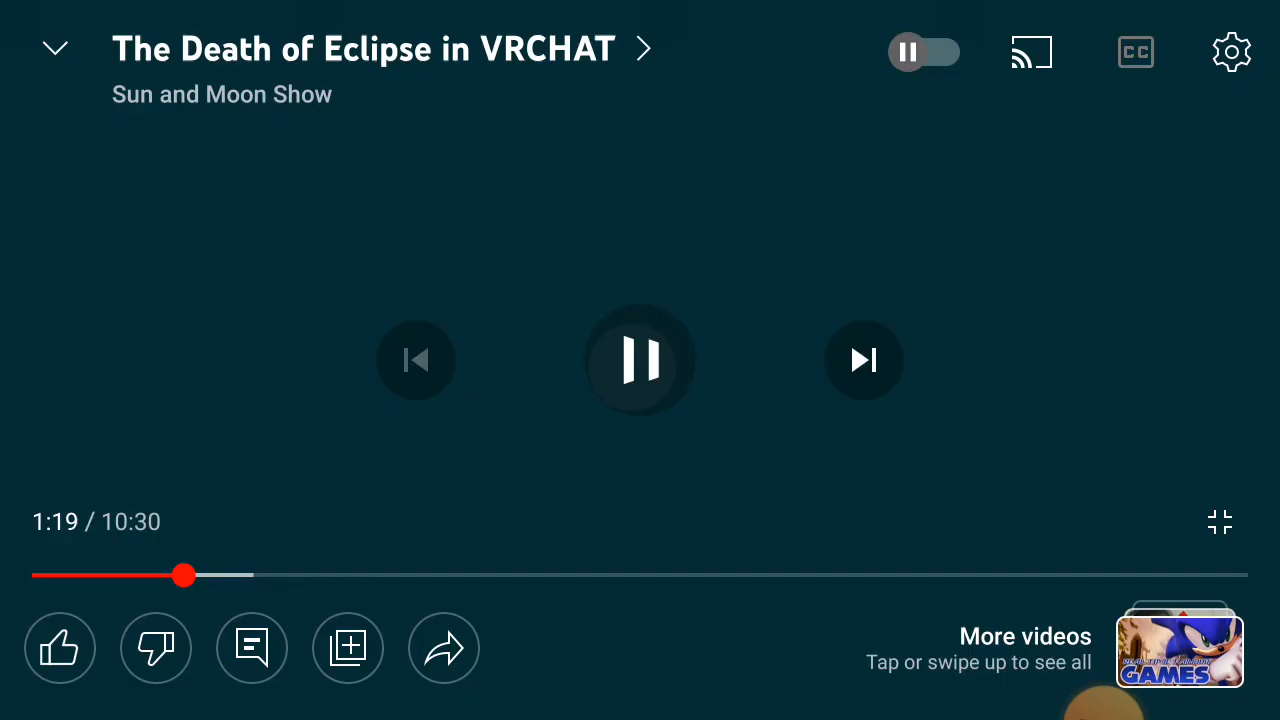 The Death of Eclipse in VRCHAT
Sun and Moon Show
CC
1:19 / 10:30
More videos
Tap or swipe up to see all
GAMES